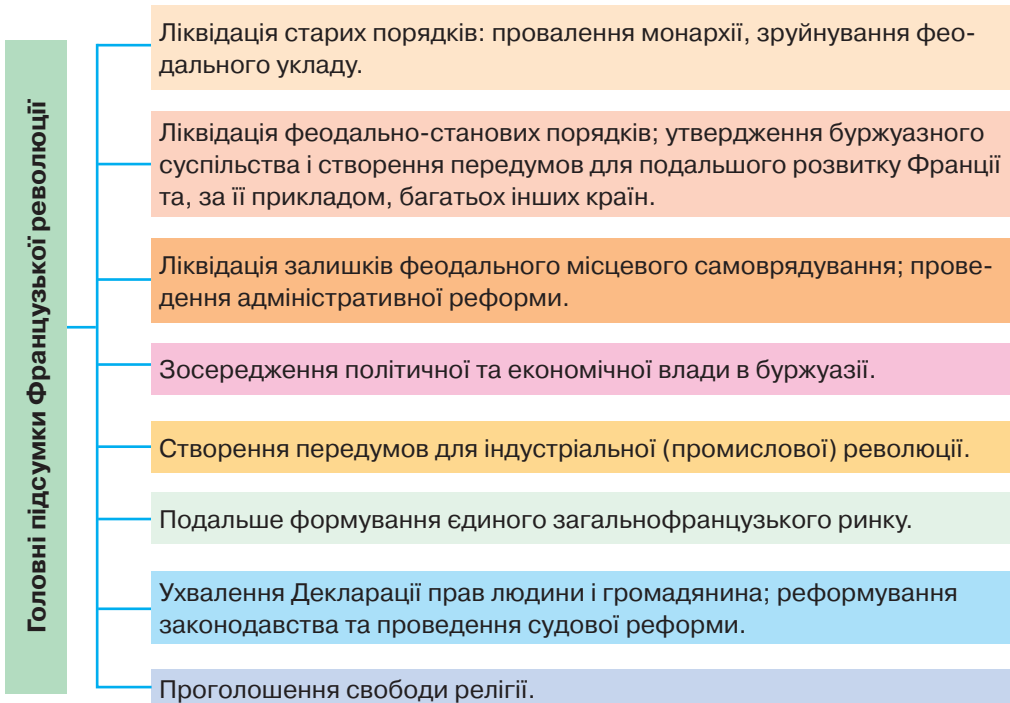 Головні підсумки Французької революції
Ліквідація старих порядків: провалення монархії, зруйнування фео-
дального укладу.
Ліквідація феодально-станових порядків; утвердження буржуазного
суспільства і створення передумов для подальшого розвитку Франції
та, за її прикладом, багатьох інших країн.
Ліквідація залишків феодального місцевого самоврядування; прове-
дення адміністративної реформи.
Зосередження політичної та економічної влади в буржуазії.
Створення передумов для індустріальної (промислової) революції.
Подальше формування єдиного загальнофранцузького ринку.
Ухвалення Декларації прав людини і громадянина; реформування
законодавства та проведення судової реформи.
Проголошення свободи релігії.